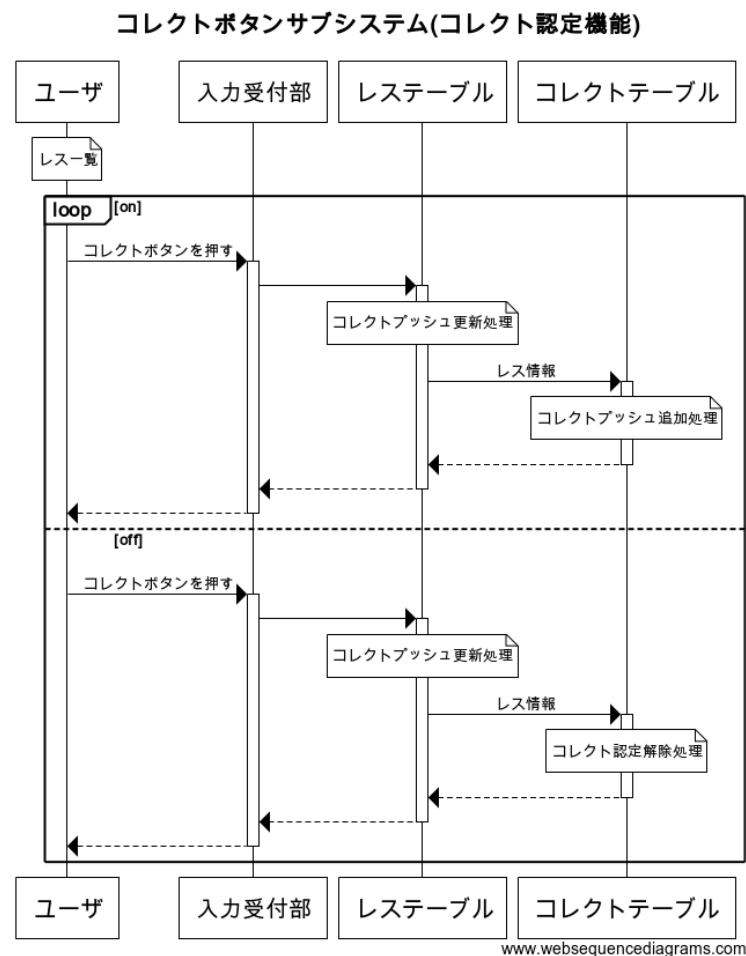 コレクトボタンサブシステム(コレクト認定機能)
ユーザ 入力受付部 レステーブル コレクトテーブル
レス一覧
loop [on]
コレクトボタンを押す
コレクトプッシュ更新処理
レス情報
コレクトプッシュ追加処理
[off]
コレクトボタンを押す
コレクトプッシュ更新処理
レス情報
コレクト認定解除処理
ユーザ 入力受付部 レステーブル コレクトテーブル
www.websequencediagrams.com